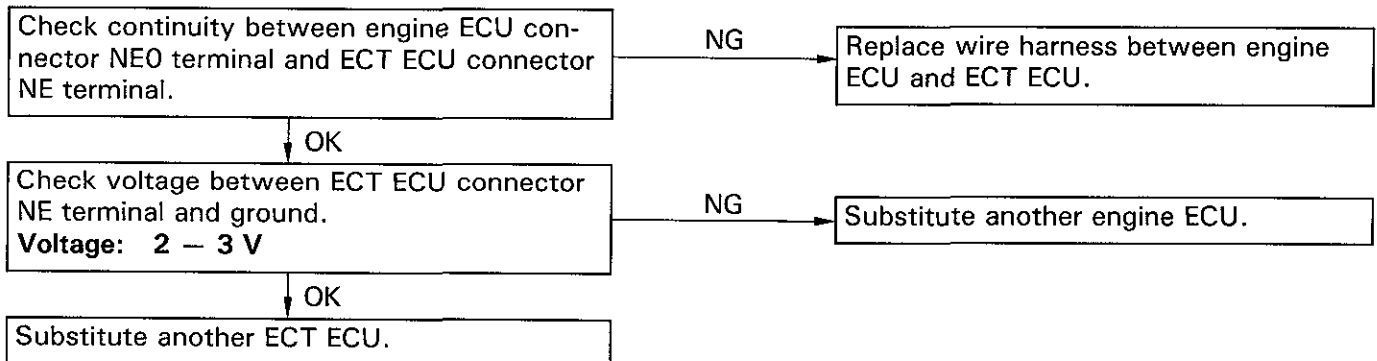 Check continuity between engine ECU con-
nector NEO terminal and ECT ECU connector
NE terminal.
NG
Replace wire harness between engine
ECU and ECT ECU.
OK
Check voltage between ECT ECU connector
NE terminal and ground.
Voltage: 2 — 3 V
NG
Substitute another engine ECU.
OK
Substitute another ECT ECU.